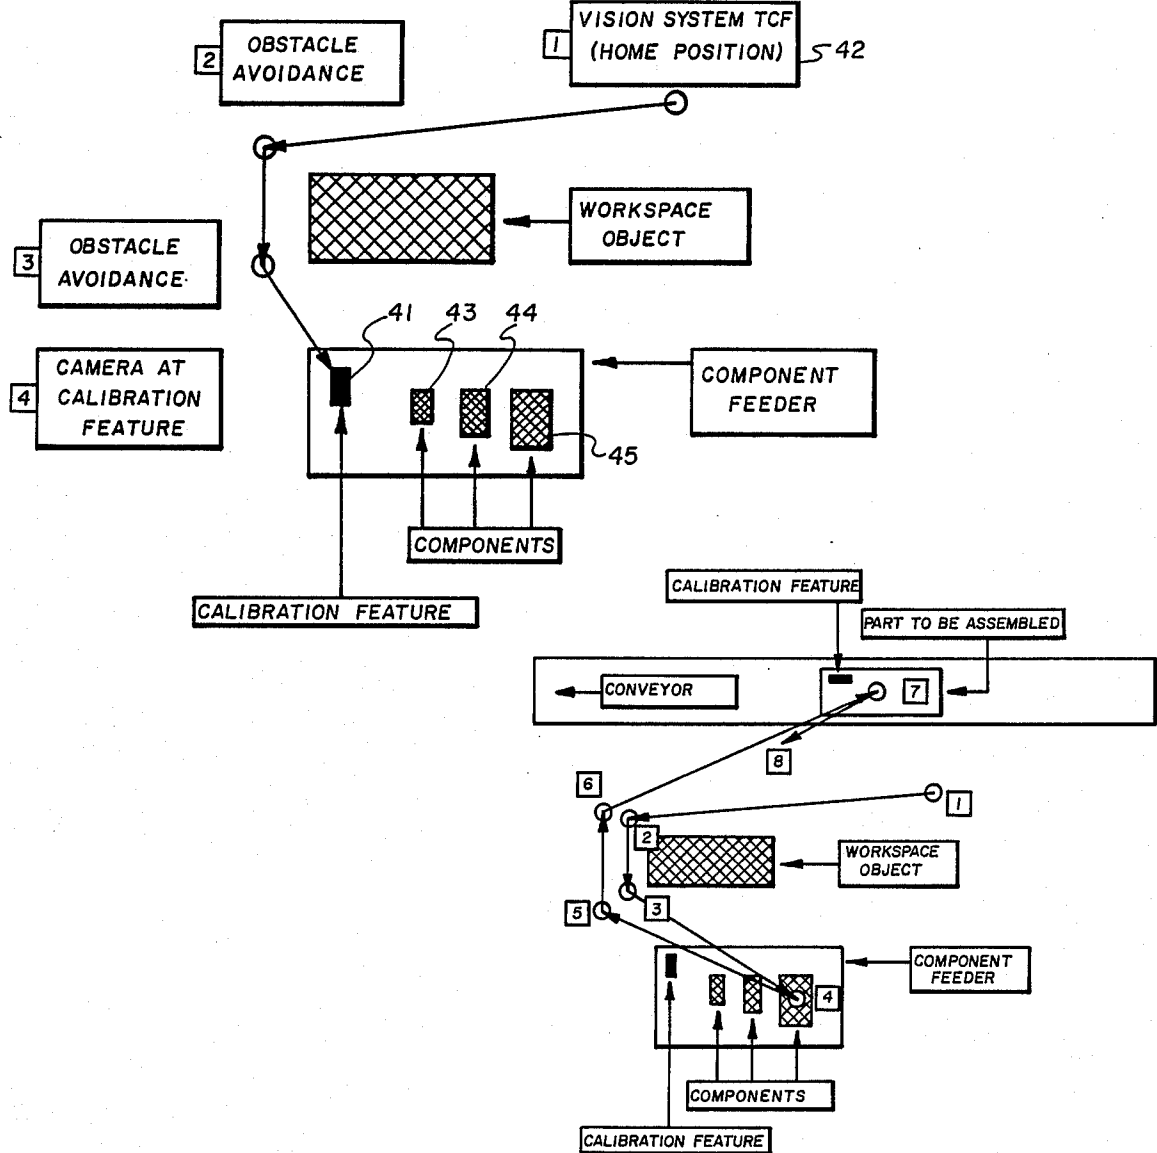 1
VISION SYSTEM TCF
(HOME POSITION)
42
2
OBSTACLE
AVOIDANCE
WORKSPACE
OBJECT
3
OBSTACLE
AVOIDANCE
41
43
44
4
CAMERA AT
CALIBRATION
FEATURE
COMPONENT
FEEDER
45
COMPONENTS
CALIBRATION FEATURE
CALIBRATION FEATURE
PART TO BE ASSEMBLED
CONVEYOR
7
8
6
1
2
WORKSPACE
OBJECT
5
3
COMPONENT
FEEDER
4
COMPONENTS
CALIBRATION FEATURE